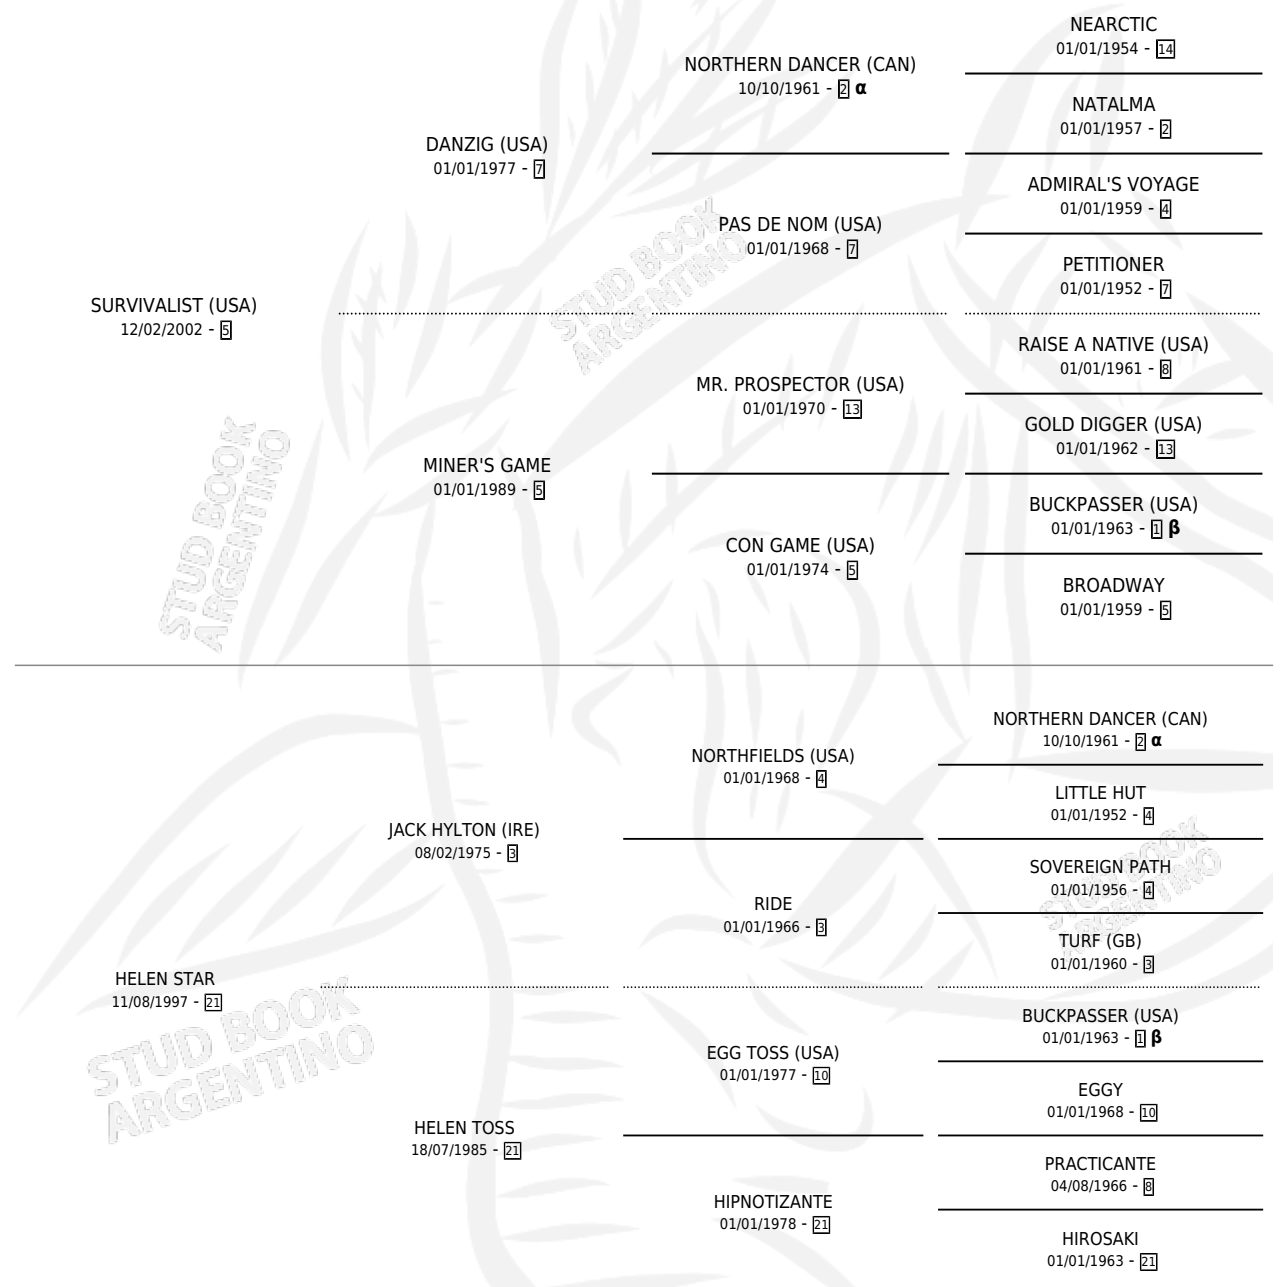 NEARCTIC
01/01/1954 - 14
NORTHERN DANCER (CAN)
10/10/1961 - 2 α
NATALMA
01/01/1957 - 2
DANZIG (USA)
01/01/1977 - 7
ADMIRAL'S VOYAGE
01/01/1959 - 4
PAS DE NOM (USA)
01/01/1968 - 7
PETITIONER
01/01/1952 - 7
SURVIVALIST (USA)
12/02/2002 - 5
STUD BOOK
ARGENTINO
RAISE A NATIVE (USA)
01/01/1961 - 8
MR. PROSPECTOR (USA)
01/01/1970 - 13
GOLD DIGGER (USA)
01/01/1962 - 13
MINER'S GAME
01/01/1989 - 5
BUCKPASSER (USA)
01/01/1963 - 1 β
CON GAME (USA)
01/01/1974 - 5
BROADWAY
01/01/1959 - 5
STUD BOOK
ARGENTINO
NORTHERN DANCER (CAN)
10/10/1961 - 2 α
NORTHFIELDS (USA)
01/01/1968 - 4
LITTLE HUT
01/01/1952 - 4
JACK HYLTON (IRE)
08/02/1975 - 3
SOVEREIGN PATH
01/01/1956 - 4
RIDE
01/01/1966 - 3
TURF (GB)
01/01/1960 - 3
STUD BOOK
ARGENTINO
HELEN STAR
11/08/1997 - 21
STUD BOOK
ARGENTINO
BUCKPASSER (USA)
01/01/1963 - 1 β
EGG TOSS (USA)
01/01/1977 - 10
EGGY
01/01/1968 - 10
HELEN TOSS
18/07/1985 - 21
PRACTICANTE
04/08/1966 - 8
HIPNOTIZANTE
01/01/1978 - 21
HIROSAKI
01/01/1963 - 21